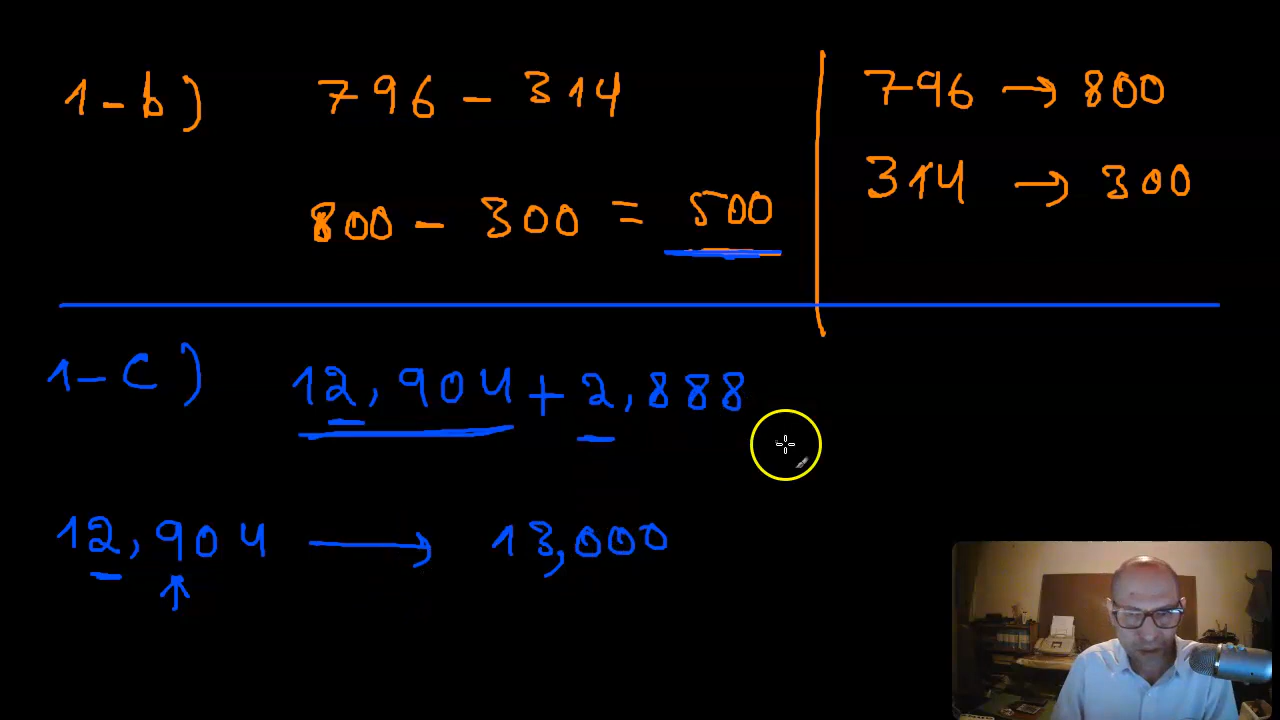 1-b) 796 - 314
800 - 300 = 500
796 → 800
314 → 300
1-C) 12,904 + 2,888
12,904 → 13,000